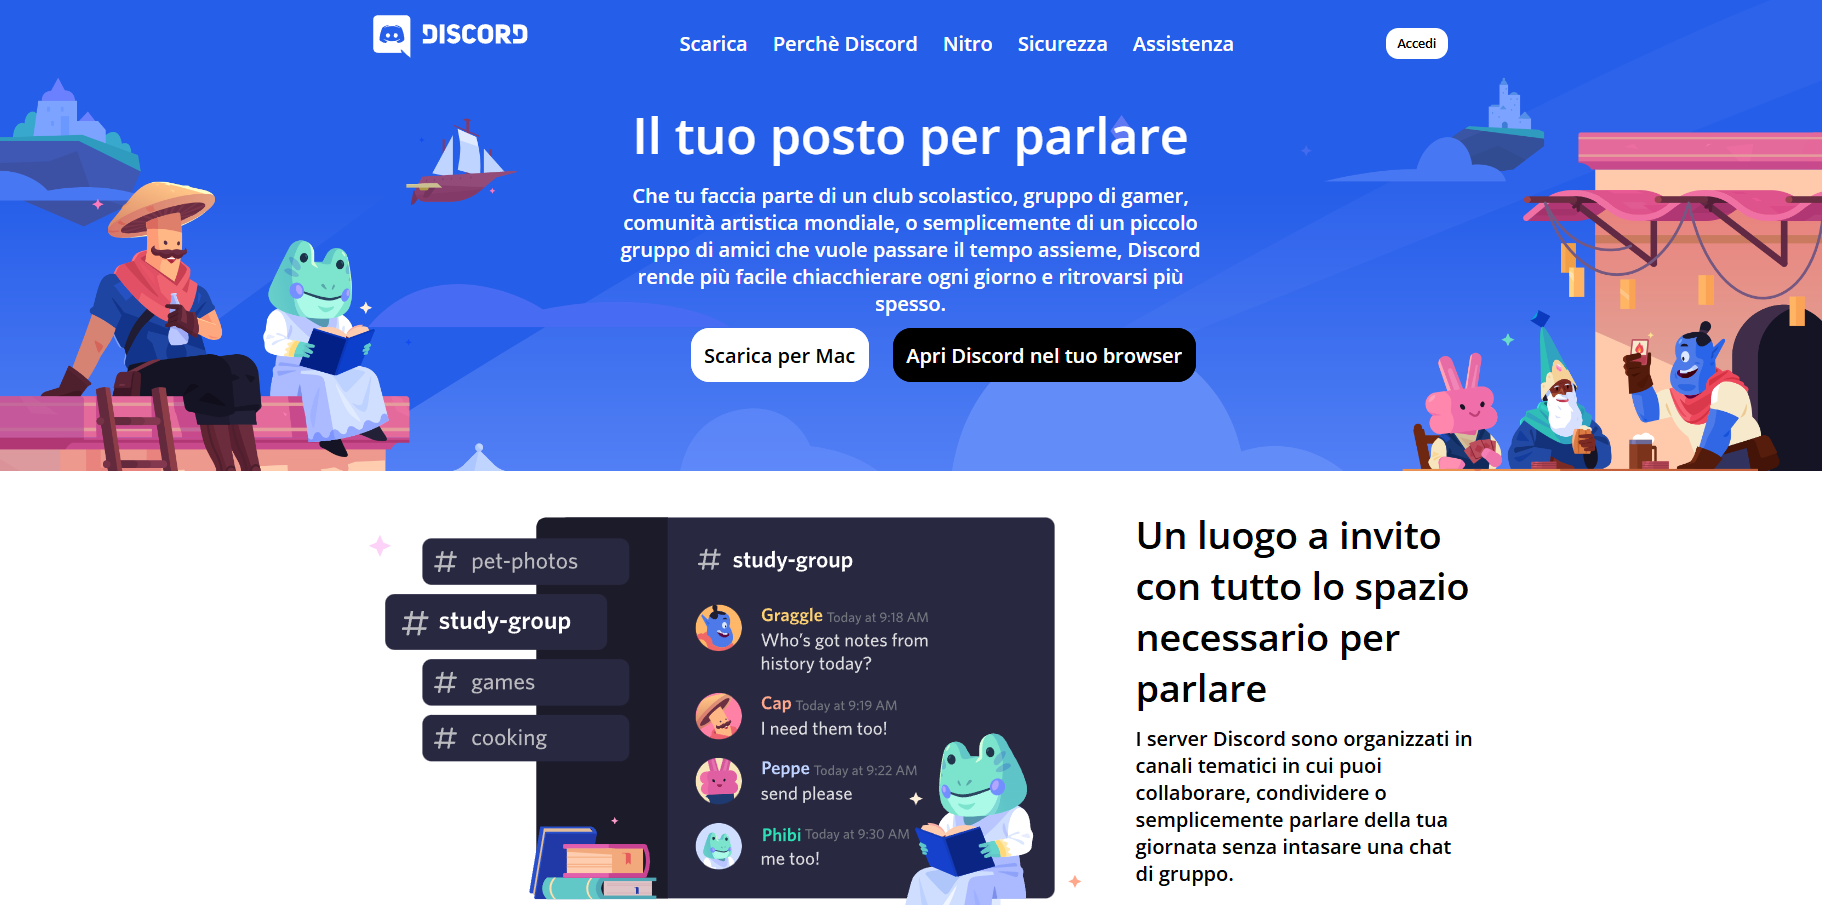 DISCORD
Scarica Perchè Discord Nitro Sicurezza Assistenza
Accedi
Il tuo posto per parlare
Che tu faccia parte di un club scolastico, gruppo di gamer,
comunità artistica mondiale, o semplicemente di un piccolo
gruppo di amici che vuole passare il tempo assieme, Discord
rende più facile chiacchierare ogni giorno e ritrovarsi più
spesso.
Scarica per Mac
Apri Discord nel tuo browser
# pet-photos
# study-group
# games
# cooking
# study-group
Graggle Today at 9:18 AM
Who's got notes from
history today?
Cap Today at 9:19 AM
I need them too!
Peppe Today at 9:22 AM
send please
Phibi Today at 9:30 AM
me too!
Un luogo a invito
con tutto lo spazio
necessario per
parlare
I server Discord sono organizzati in
canali tematici in cui puoi
collaborare, condividere o
semplicemente parlare della tua
giornata senza intasare una chat
di gruppo.